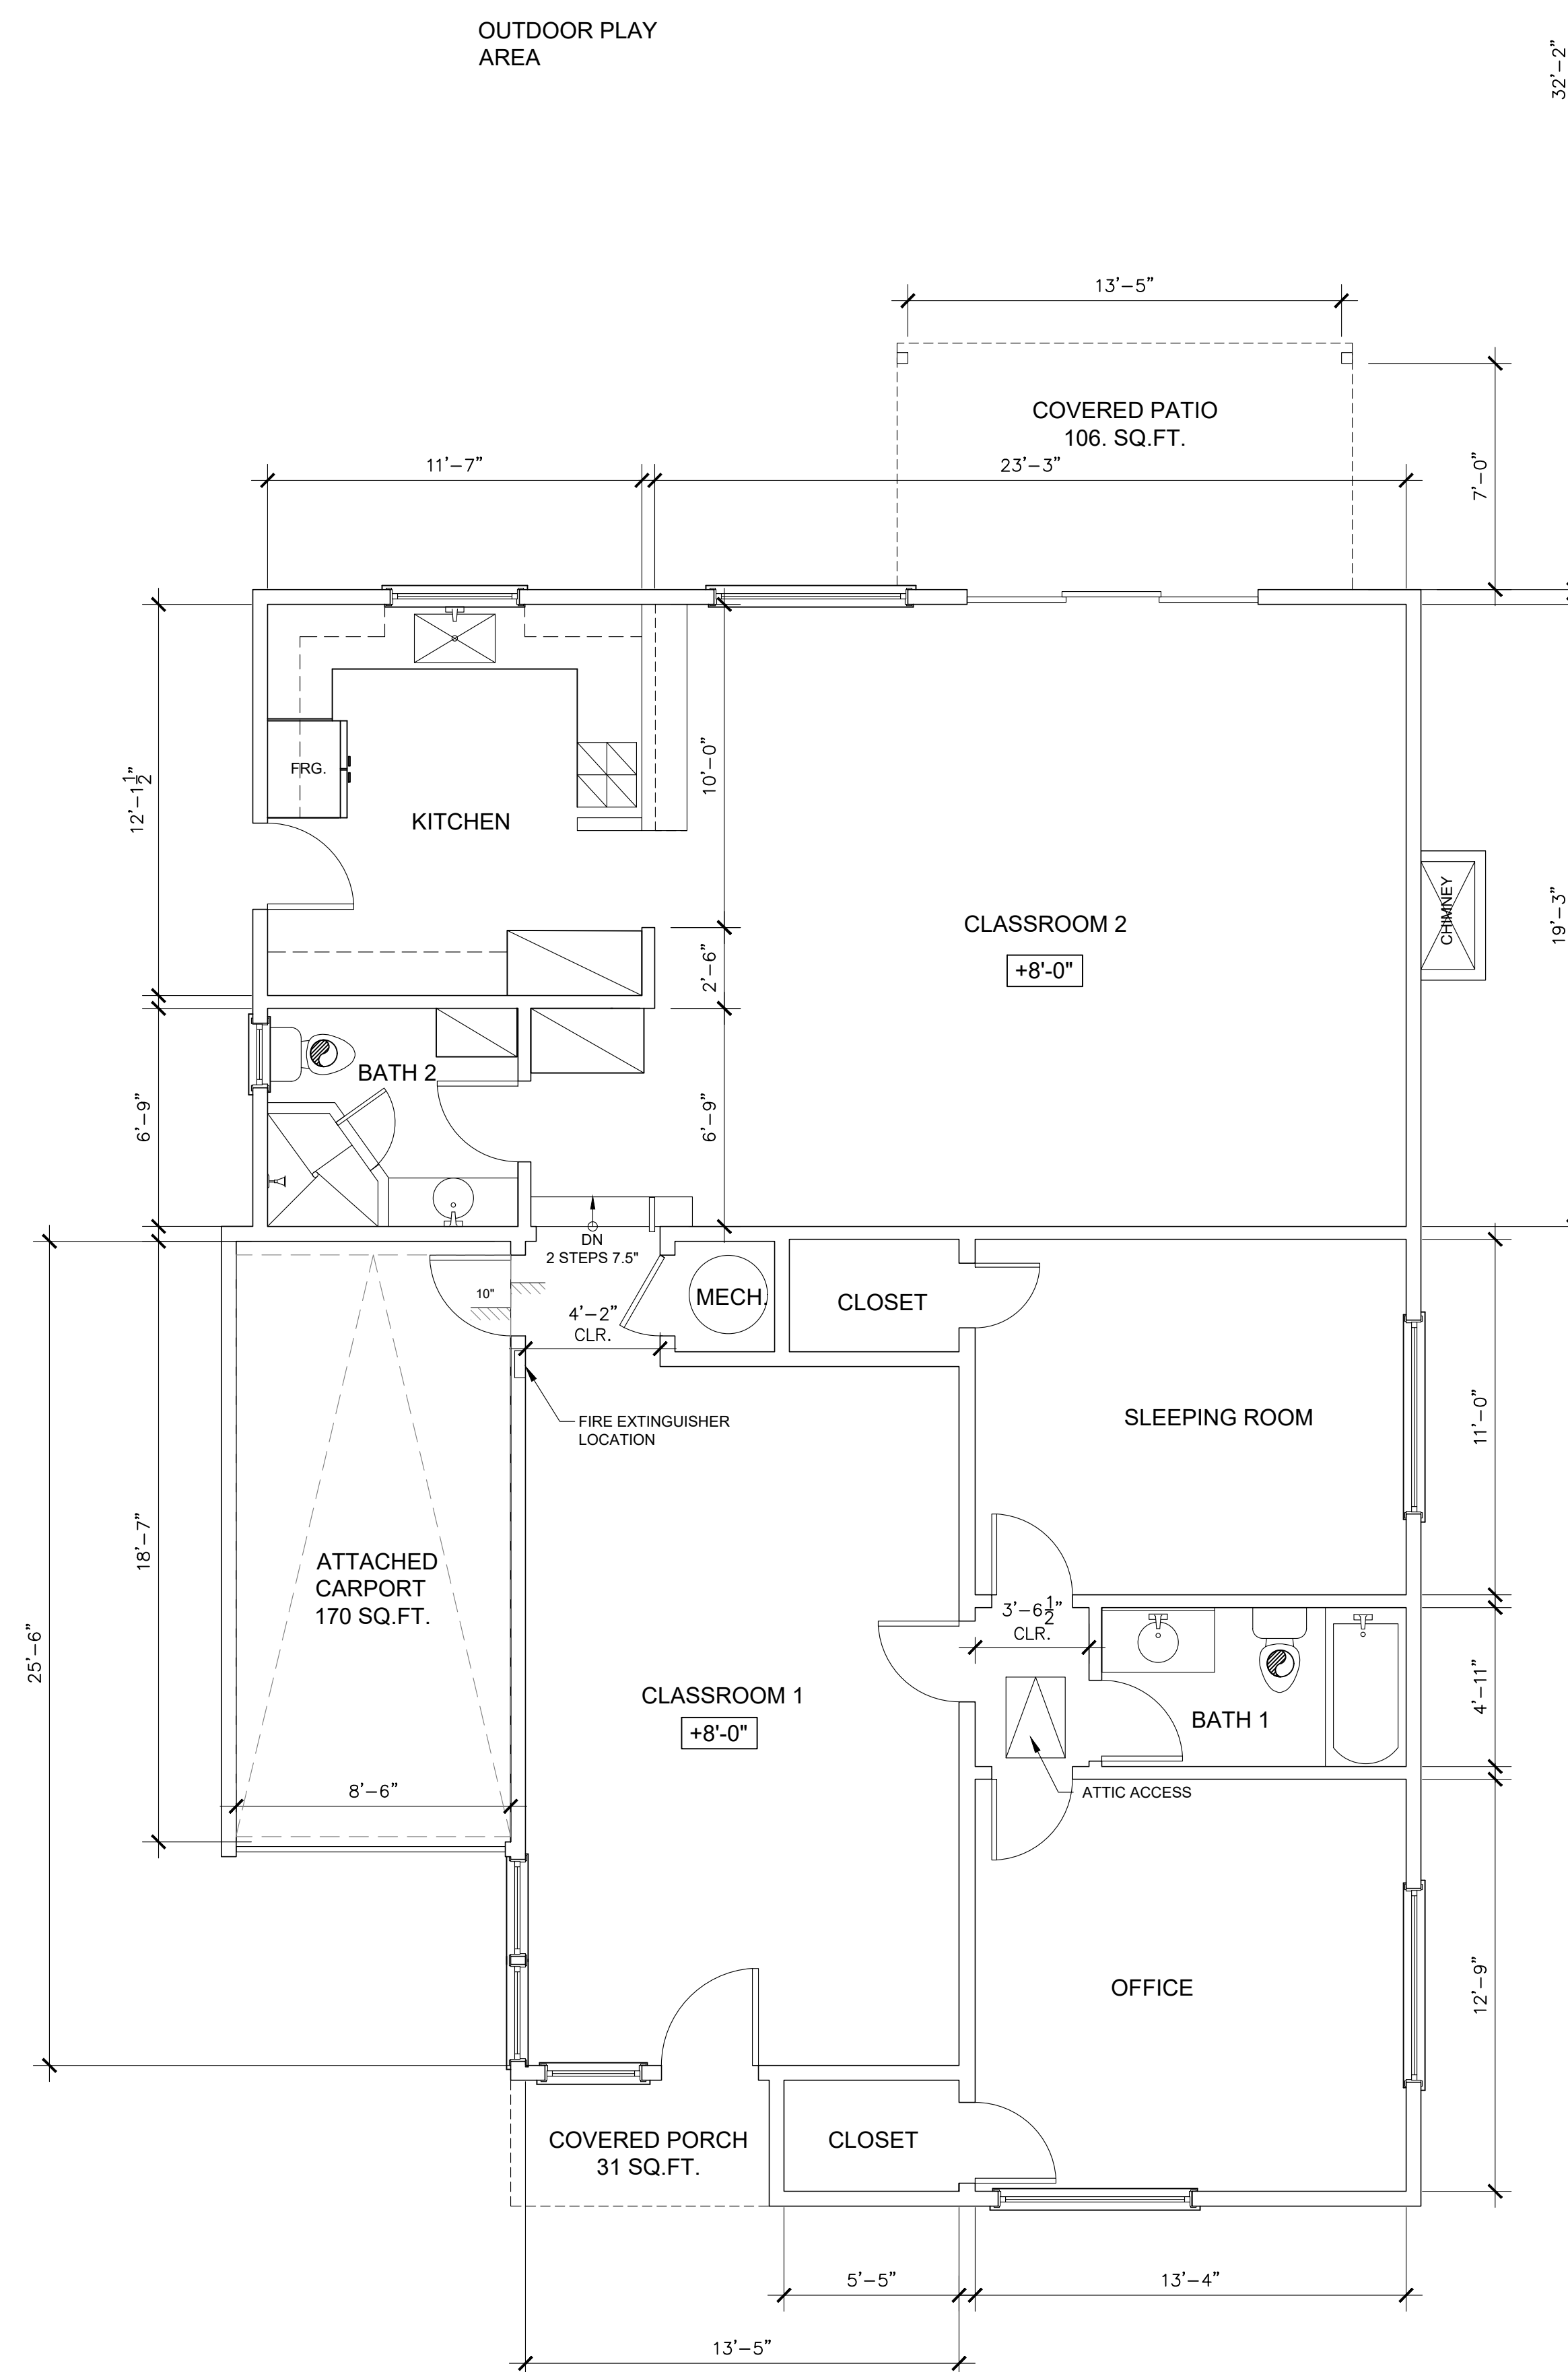 OUTDOOR PLAY
AREA
32'-2"
13'-5"
COVERED PATIO
106. SQ.FT.
11'-7"
23'-3"
7'-0"
FRG.
KITCHEN
12'-1 1/2"
10'-0"
CLASSROOM 2
+8'-0"
CHIMNEY
19'-3"
2'-6"
BATH 2
6'-9"
6'-9"
DN
2 STEPS 7.5"
10"
4'-2"
CLR.
MECH.
CLOSET
FIRE EXTINGUISHER
LOCATION
SLEEPING ROOM
11'-0"
18'-7"
ATTACHED
CARPORT
170 SQ.FT.
25'-6"
3'-6 1/2"
CLR.
CLASSROOM 1
+8'-0"
BATH 1
4'-11"
ATTIC ACCESS
8'-6"
OFFICE
12'-9"
COVERED PORCH
31 SQ.FT.
CLOSET
5'-5"
13'-4"
13'-5"